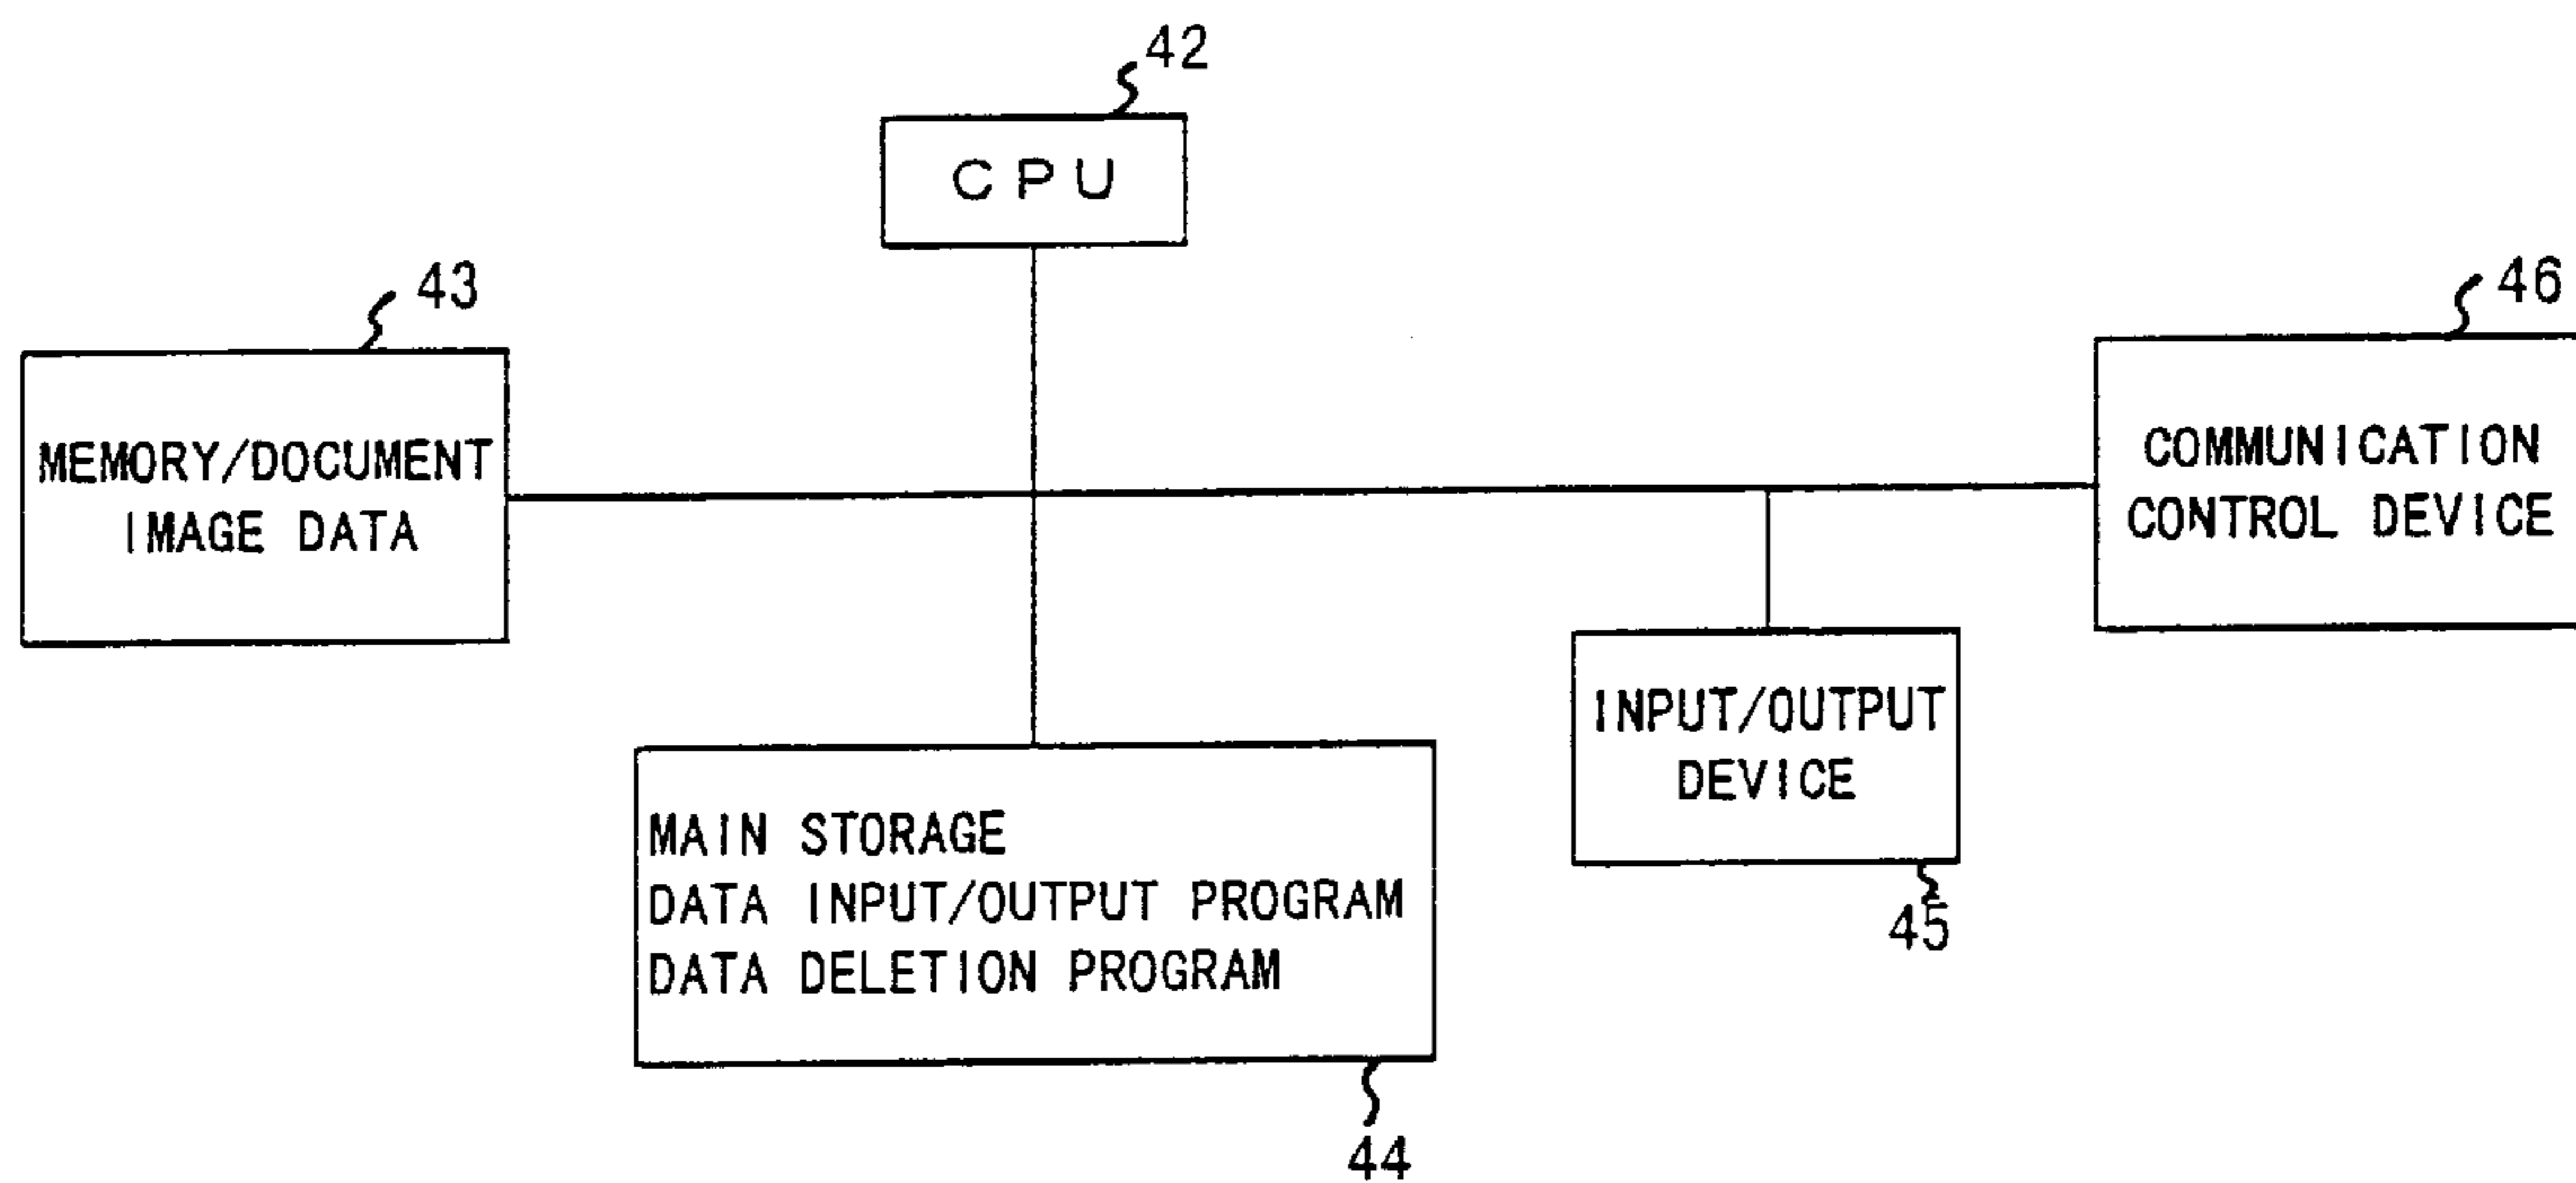 42
CPU
43
MEMORY/DOCUMENT
IMAGE DATA
46
COMMUNICATION
CONTROL DEVICE
INPUT/OUTPUT
DEVICE
45
MAIN STORAGE
DATA INPUT/OUTPUT PROGRAM
DATA DELETION PROGRAM
44